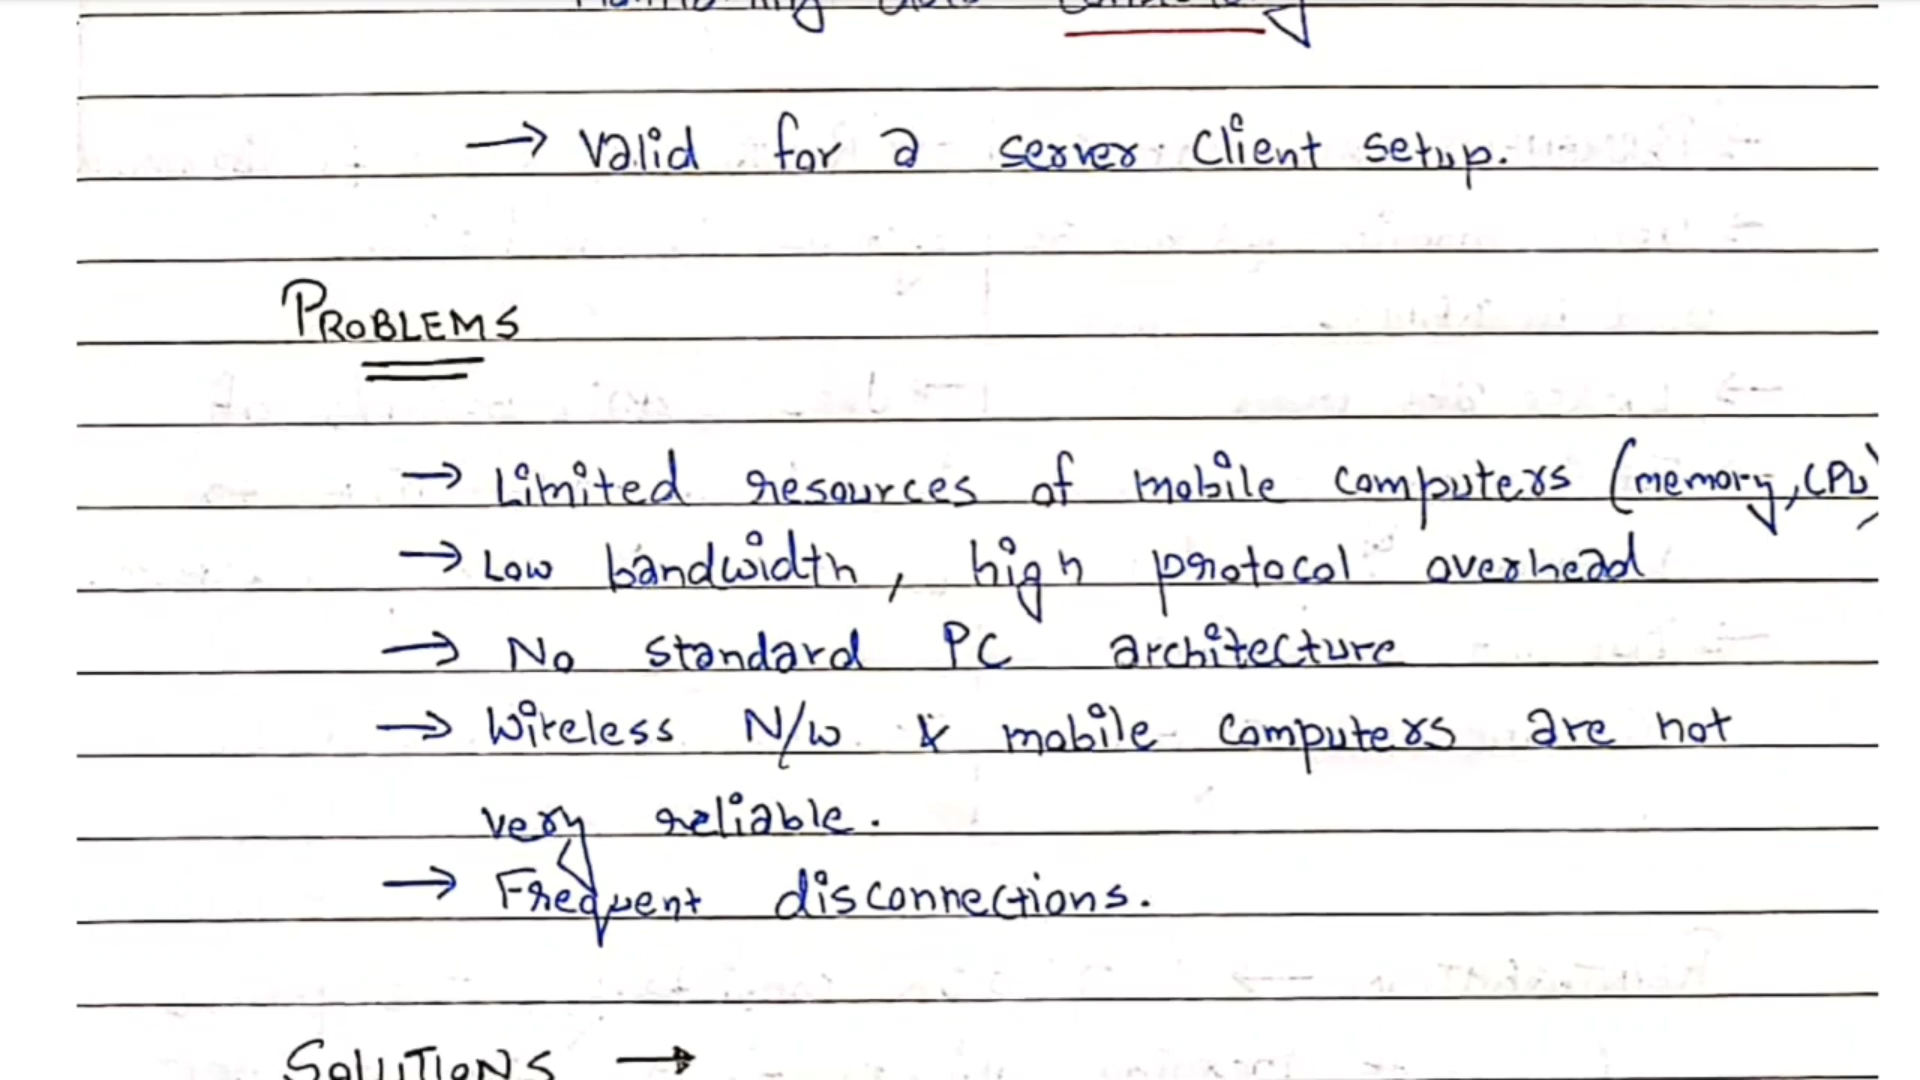 → Valid for a server client setup.
PROBLEMS
→ Limited resources of mobile computers (memory, CPU)
→ Low bandwidth, high protocol overhead
→ No standard PC architecture
→ Wireless N/w & mobile computers are not
very reliable.
→ Frequent disconnections.
SOLUTIONS →